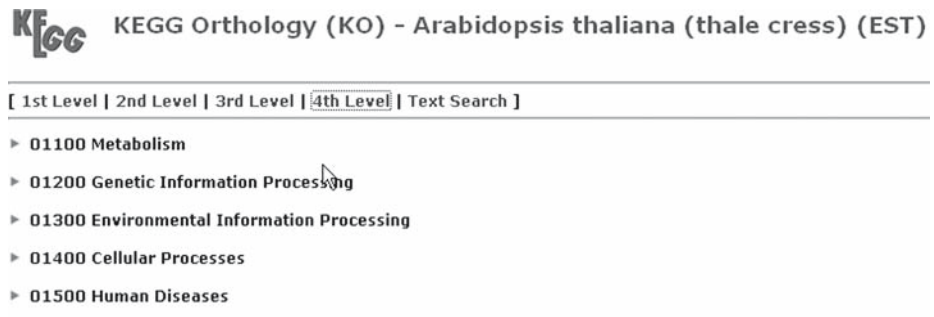 KEGG KEGG Orthology (KO) - Arabidopsis thaliana (thale cress) (EST)
[ 1st Level | 2nd Level | 3rd Level | 4th Level | Text Search ]
01100 Metabolism
01200 Genetic Information Processing
01300 Environmental Information Processing
01400 Cellular Processes
01500 Human Diseases